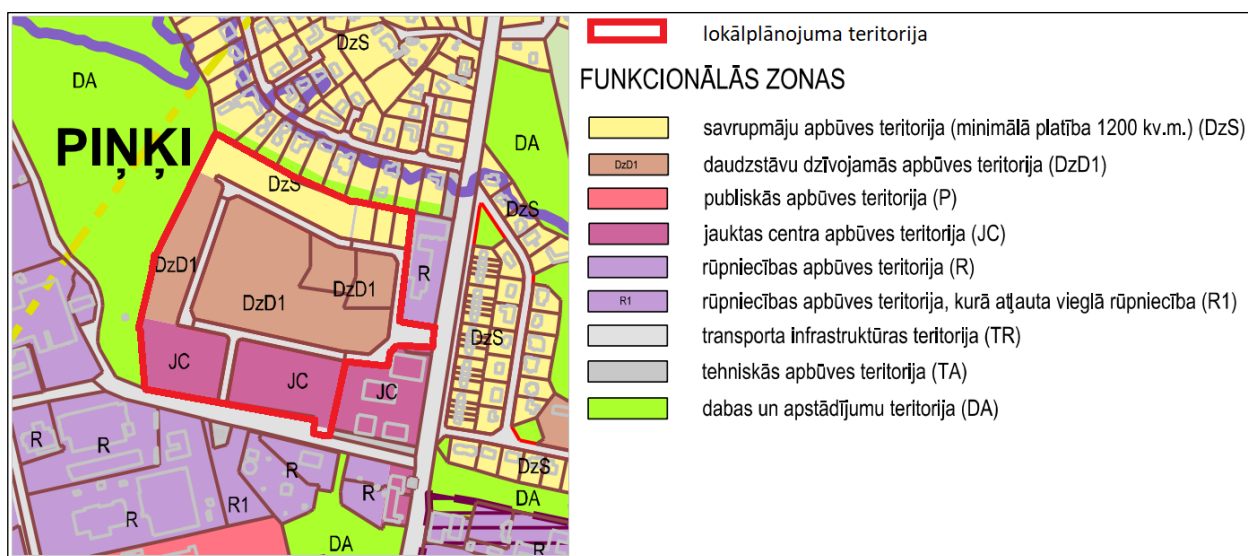 lokālplānojuma teritorija
FUNKCIONĀLĀS ZONAS
savrupmāju apbūves teritorija (minimālā platība 1200 kv.m.) (DzS)
DzD1 daudzstāvu dzīvojamās apbūves teritorija (DzD1)
publiskās apbūves teritorija (P)
jauktas centra apbūves teritorija (JC)
rūpniecības apbūves teritorija (R)
R1 rūpniecības apbūves teritorija, kurā atļauta vieglā rūpniecība (R1)
transporta infrastruktūras teritorija (TR)
tehniskās apbūves teritorija (TA)
dabas un apstādījumu teritorija (DA)
DzS
DA
DA
PIŅĶI
DzS
DzS
R
DzD1
DzD1
DzD1
DzS
JC
JC
JC
R
R
R
R
DzS
R1
DA
R
DA
R